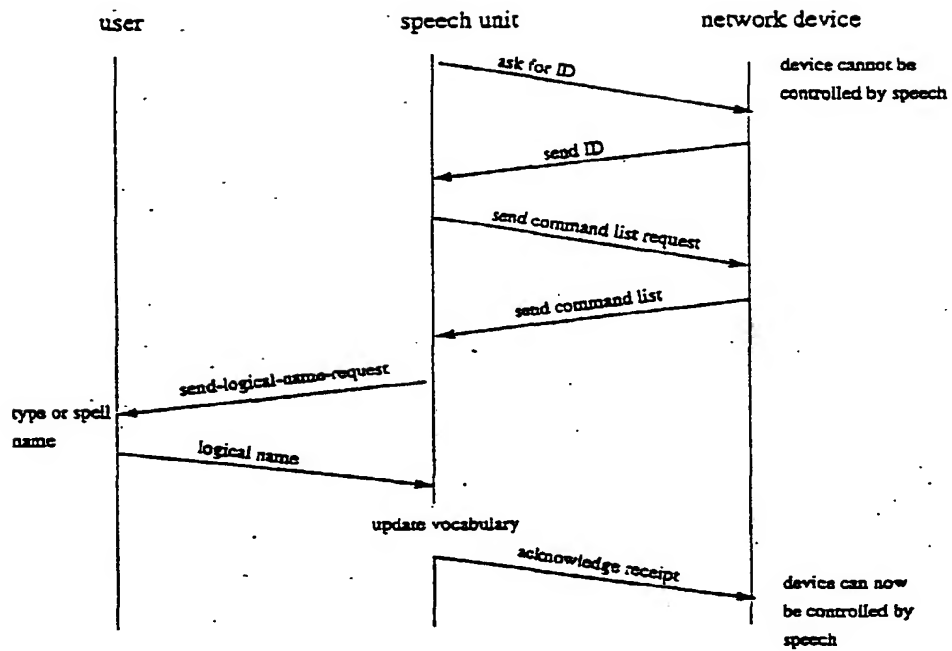 user
speech unit
network device
ask for ID
device cannot be
controlled by speech
send ID
send command list request
send command list
send-logical-name-request
type or spell
name
logical name
update vocabulary
acknowledge receipt
device can now
be controlled by
speech